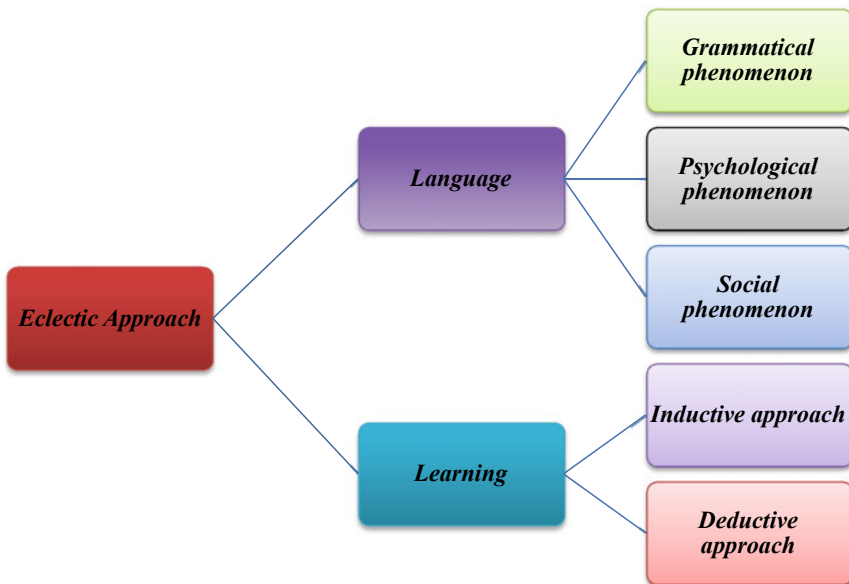 Eclectic Approach
Language
Grammatical
phenomenon
Psychological
phenomenon
Social
phenomenon
Learning
Inductive approach
Deductive
approach